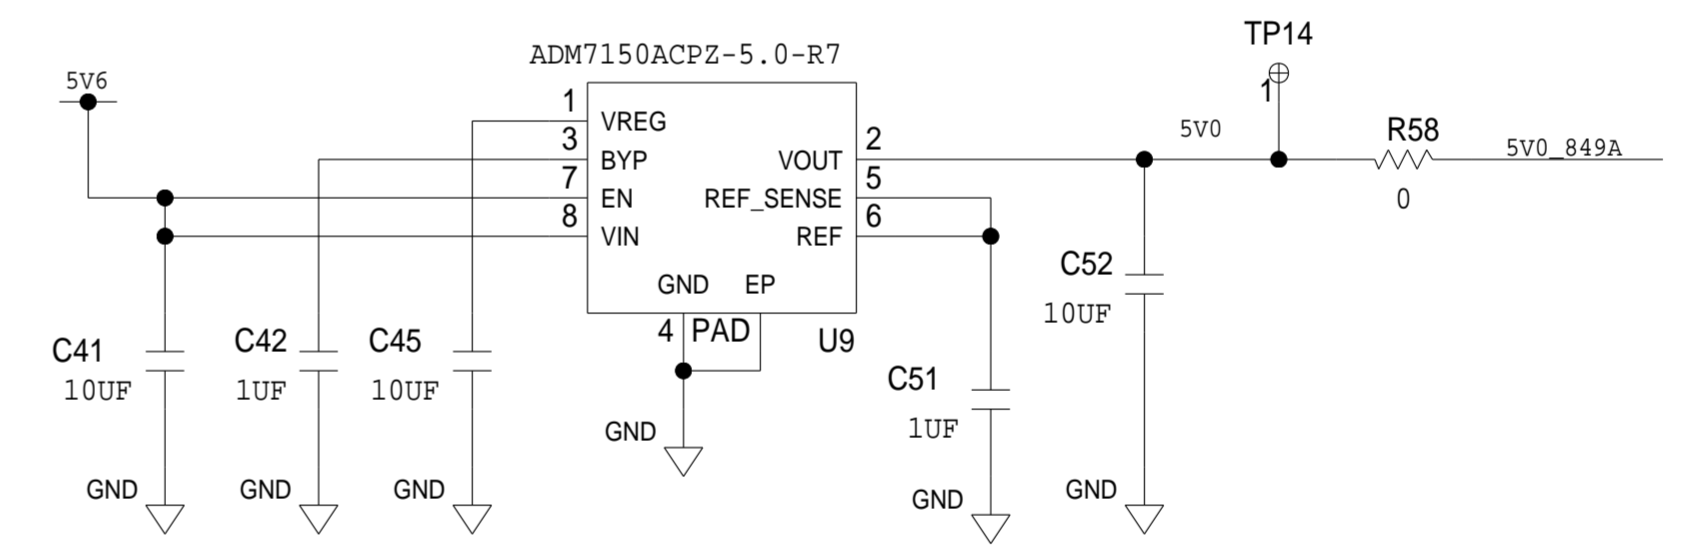 TP14
ADM7150ACPZ-5.0-R7
5V6
1
1
VREG
3
BYP
VOUT
2
5V0
R58
5V0_849A
7
EN
REF_SENSE
5
0
8
VIN
REF
6
GND
EP
C52
10UF
4
PAD
U9
C41
10UF
C42
1UF
C45
10UF
C51
1UF
GND
GND
GND
GND
GND
GND